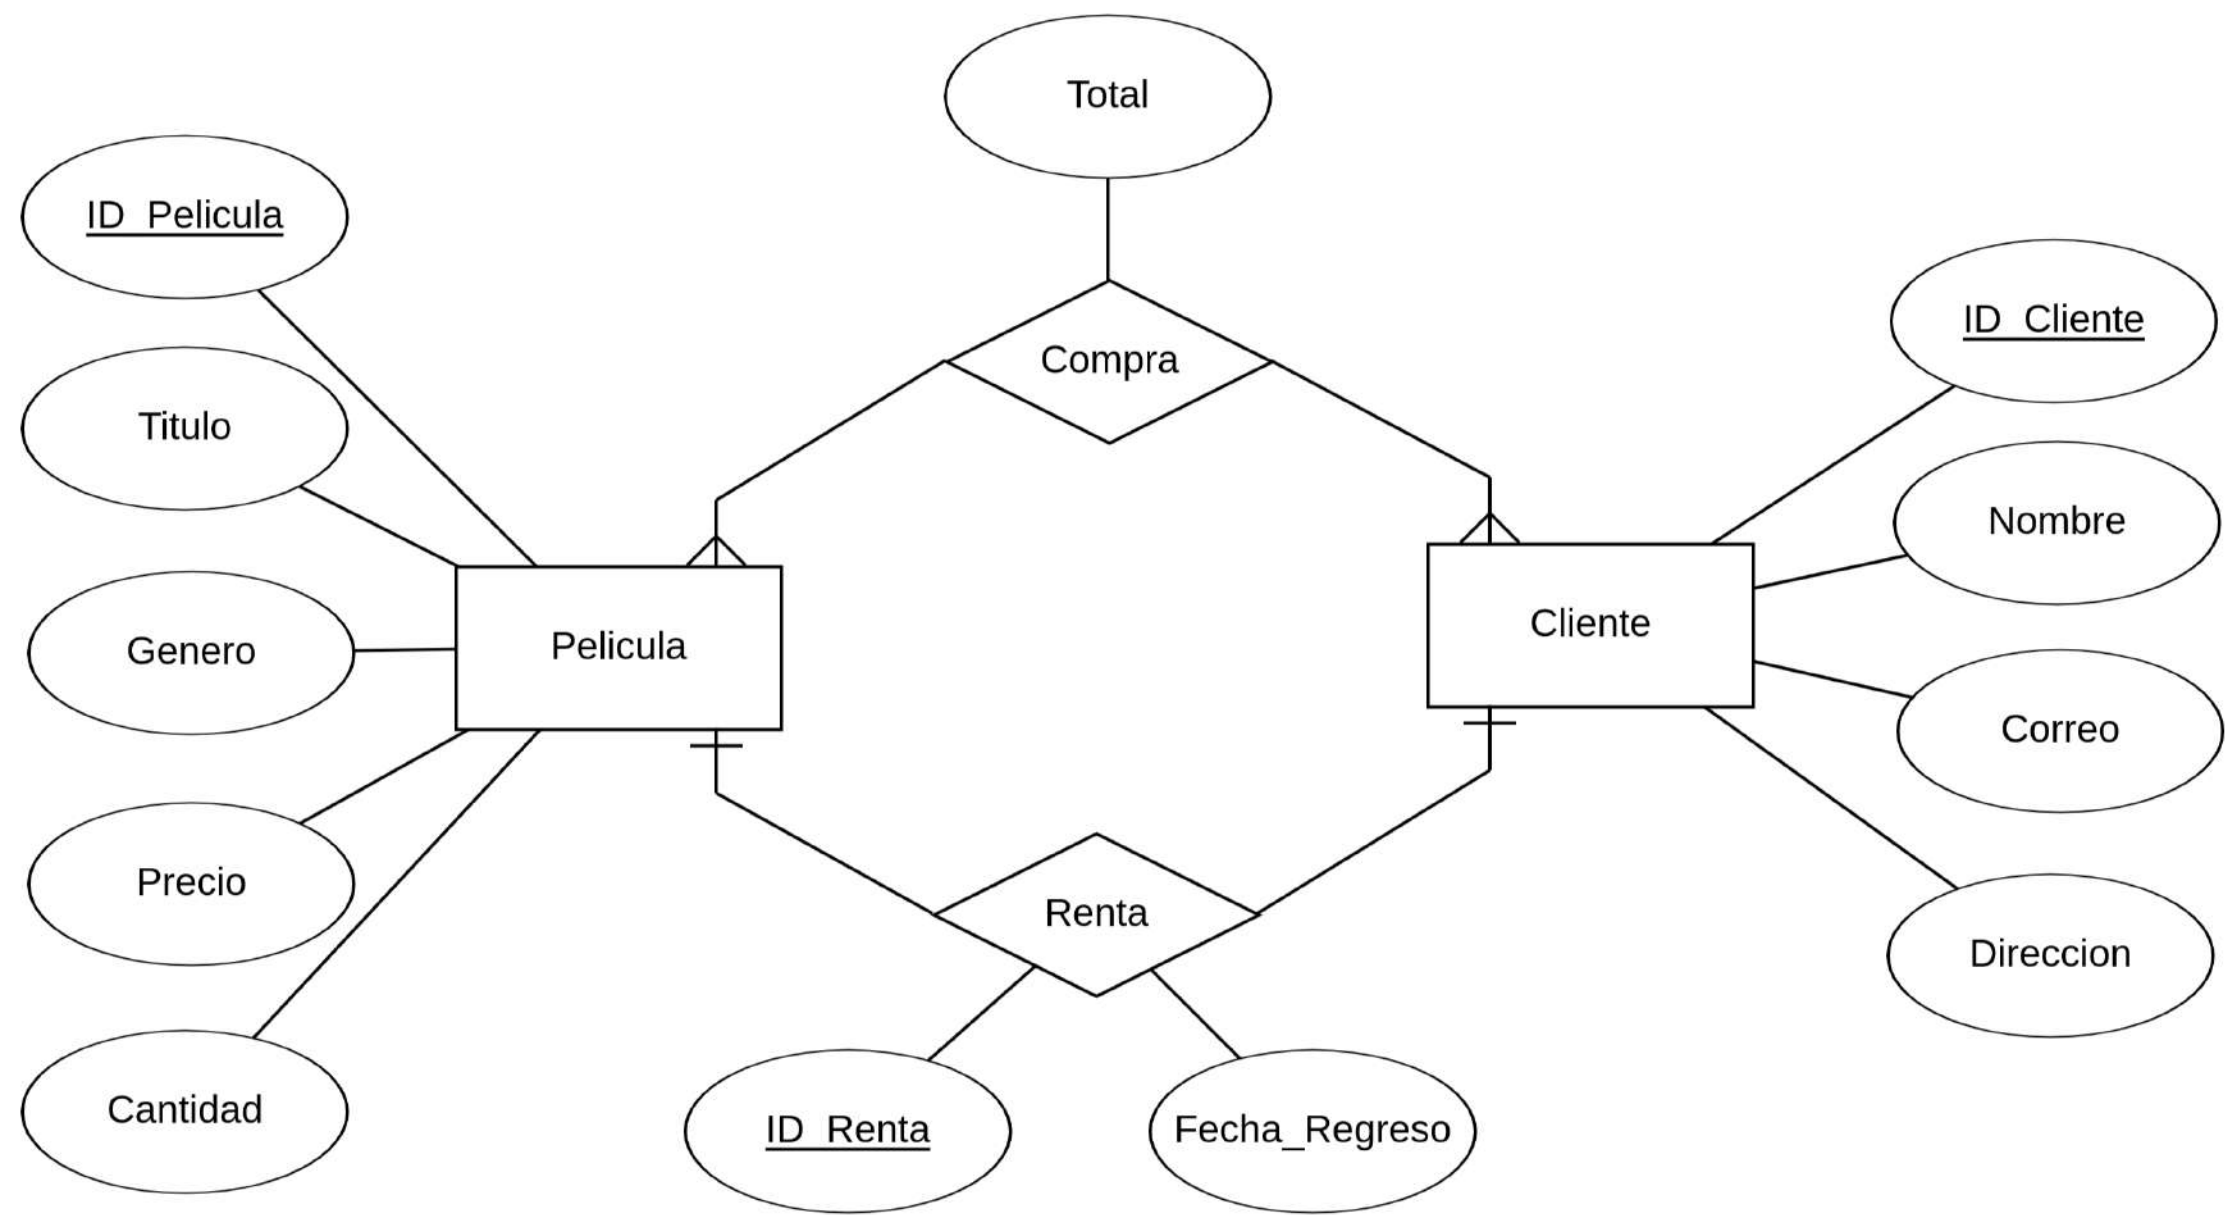 Total
ID_Pelicula
Titulo
Genero
Precio
Cantidad
Pelicula
Compra
Renta
ID_Renta
Fecha_Regreso
Cliente
ID_Cliente
Nombre
Correo
Direccion